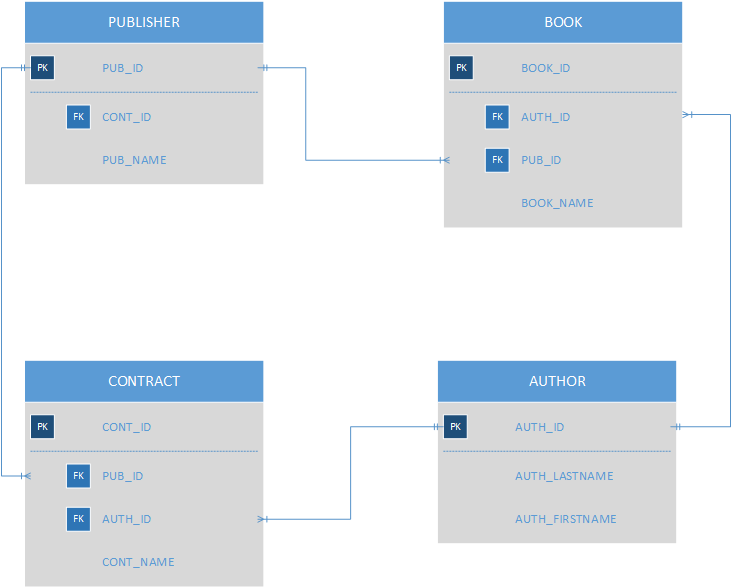 PUBLISHER
PK PUB_ID
FK CONT_ID
PUB_NAME
BOOK
PK BOOK_ID
FK AUTH_ID
FK PUB_ID
BOOK_NAME
CONTRACT
PK CONT_ID
FK PUB_ID
FK AUTH_ID
CONT_NAME
AUTHOR
PK AUTH_ID
AUTH_LASTNAME
AUTH_FIRSTNAME